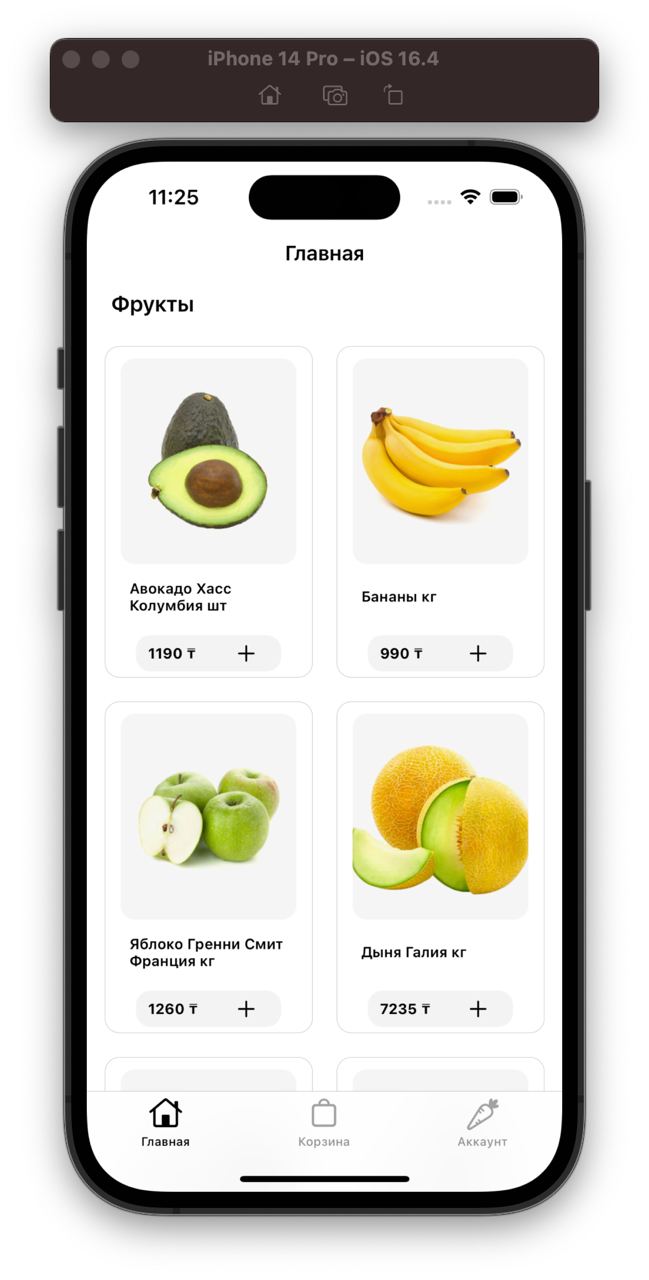 iPhone 14 Pro – iOS 16.4
11:25
Главная
Фрукты
Авокадо Хасс
Колумбия шт
Бананы кг
1190 ₸
990 ₸
Яблоко Гренни Смит
Франция кг
Дыня Галия кг
1260 ₸
7235 ₸
Главная
Корзина
Аккаунт